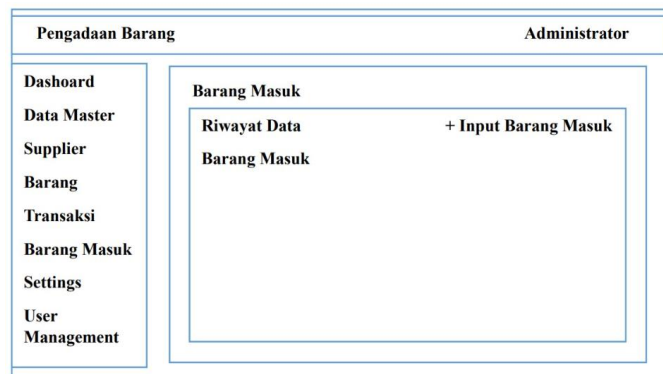 Pengadaan Barang
Administrator
Dashoard
Data Master
Supplier
Barang
Transaksi
Barang Masuk
Settings
User
Management
Barang Masuk
Riwayat Data
+ Input Barang Masuk
Barang Masuk